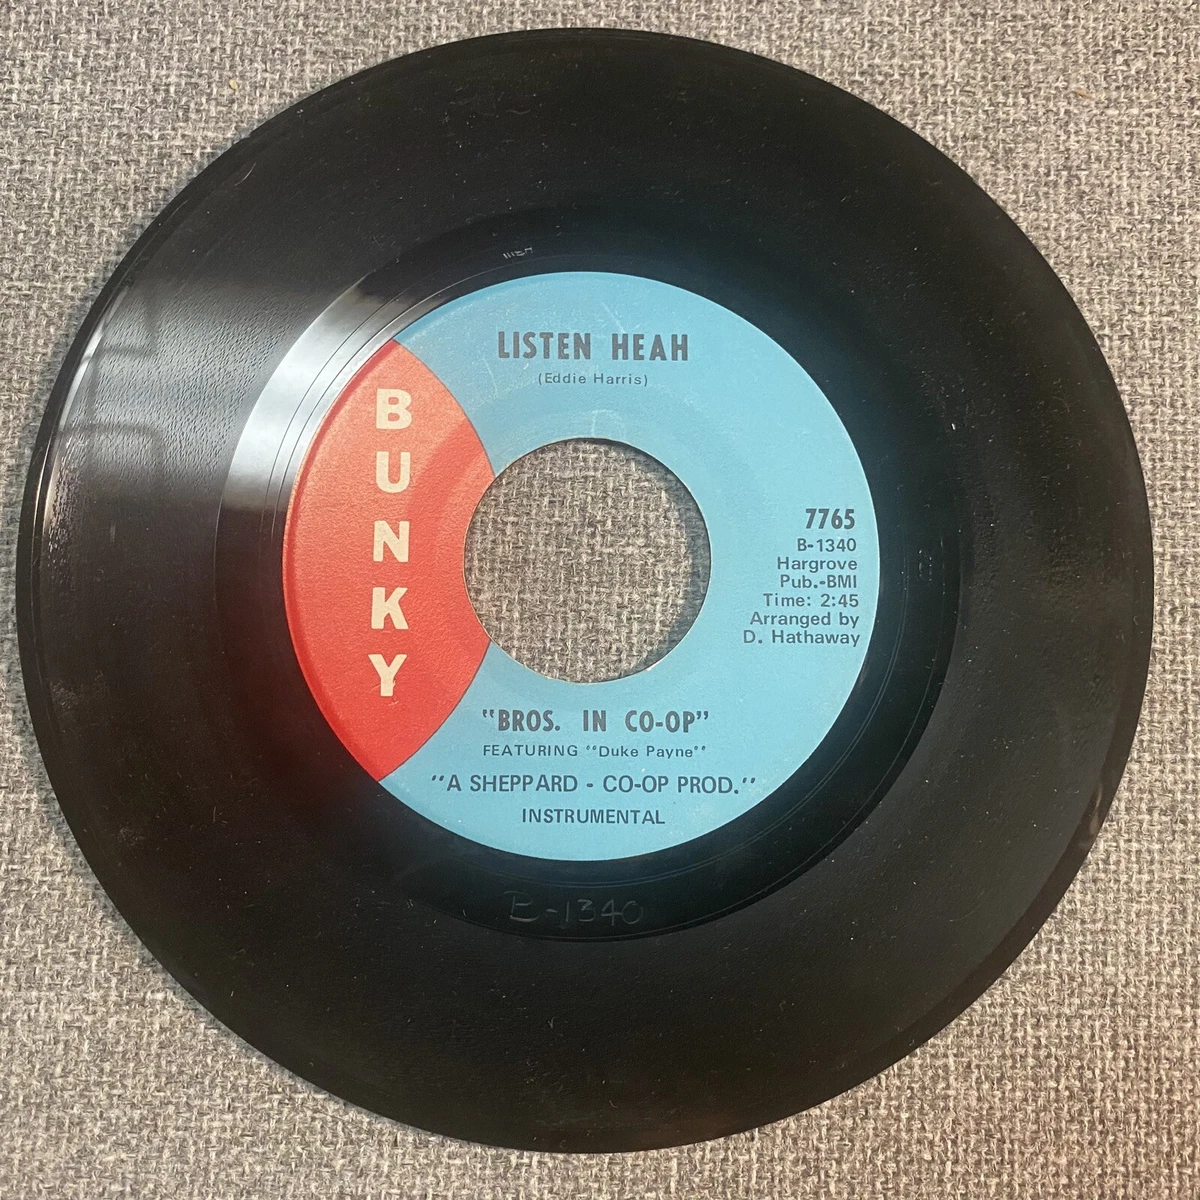 LISTEN HEAH
(Eddie Harris)
BUNKY
7765
B-1340
Hargrove
Pub.-BMI
Time: 2:45
Arranged by
D. Hathaway
"BROS. IN CO-OP"
FEATURING "Duke Payne"
"A SHEPPARD - CO-OP PROD."
INSTRUMENTAL
B-1340